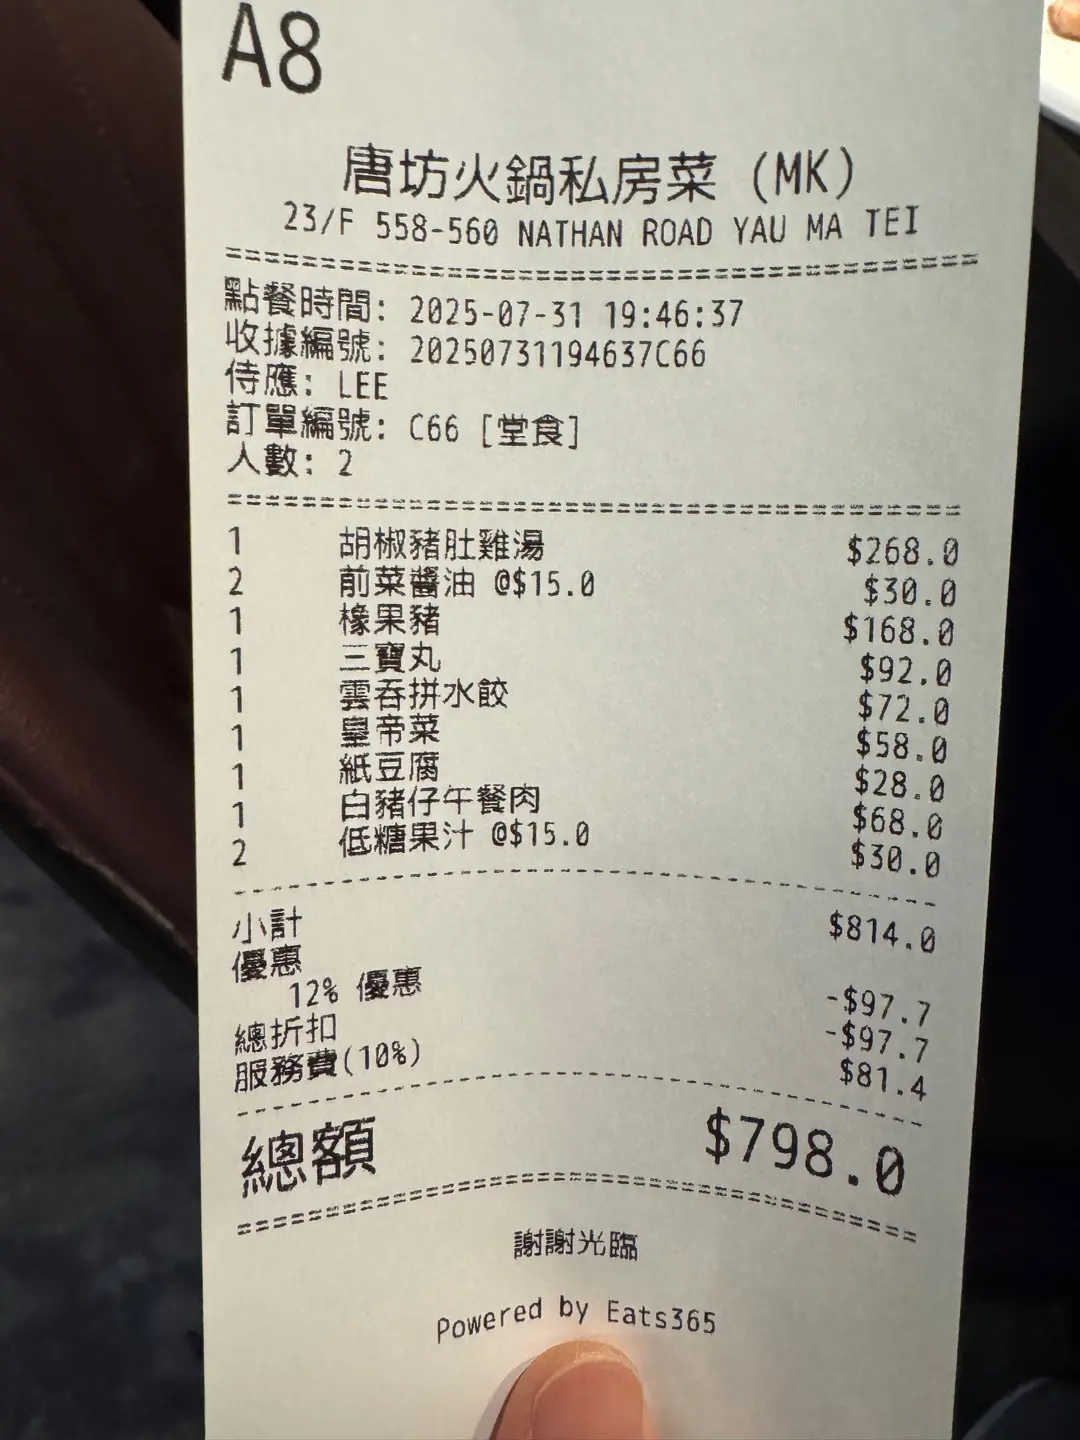 A8
唐坊火鍋私房菜 (MK)
23/F 558-560 NATHAN ROAD YAU MA TEI
點餐時間: 2025-07-31 19:46:37
收據編號: 20250731194637C66
侍應: LEE
訂單編號: C66 [堂食]
人數: 2
1 胡椒豬肚雞湯 $268.0
2 前菜醬油 @$15.0 $30.0
1 橡果豬 $168.0
1 三寶丸 $92.0
1 雲吞拼水餃 $72.0
1 皇帝菜 $58.0
1 紙豆腐 $28.0
1 白豬仔午餐肉 $68.0
2 低糖果汁 @$15.0 $30.0
小計 $814.0
優惠
12% 優惠 -$97.7
總折扣 -$97.7
服務費(10%) $81.4
總額 $798.0
謝謝光臨
Powered by Eats365